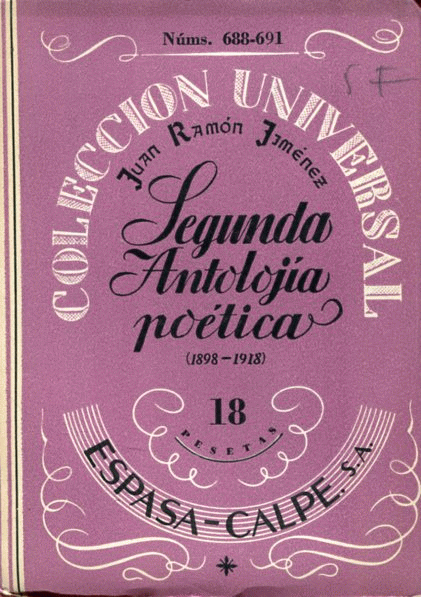 Núms. 688-691
S F
COLECCION UNIVERSAL
JUAN RAMÓN JIMÉNEZ
Segunda
Antolojía
poética
(1898-1918)
18
PESETAS
ESPASA-CALPE. S.A.